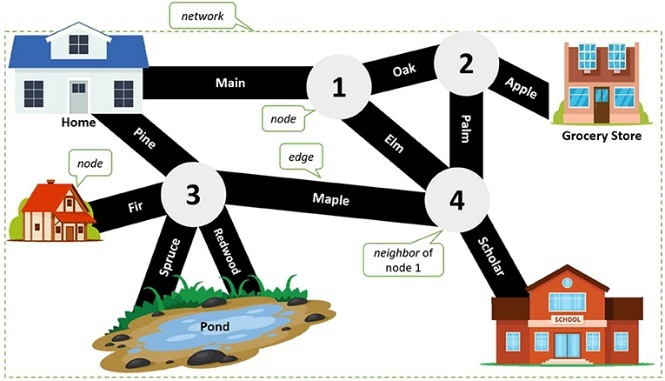 network
Main
1
Oak
2
Apple
Home
node
Grocery Store
Pine
Elm
Palm
node
edge
3
Maple
4
Fir
Spruce
Redwood
neighbor of
node 1
Scholar
SCHOOL
Pond